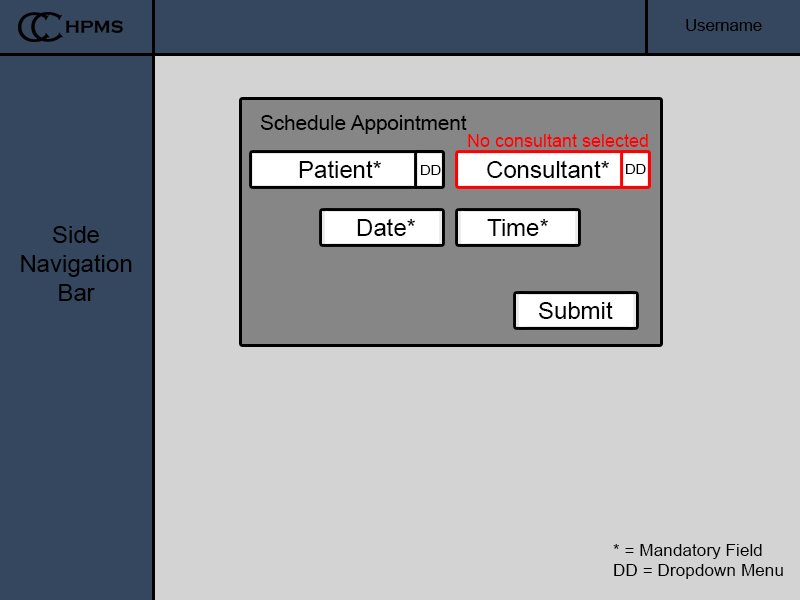 CCC HPMS
Username
Schedule Appointment
No consultant selected
Patient*
DD
Consultant*
DD
Date*
Time*
Submit
Side
Navigation
Bar
* = Mandatory Field
DD = Dropdown Menu